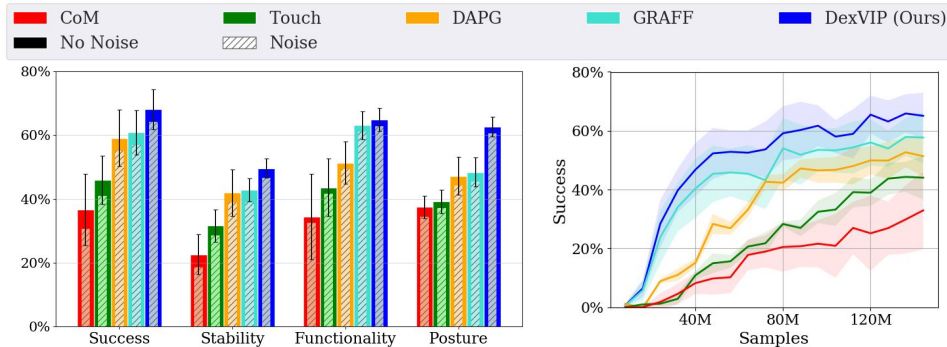 CoM Touch DAPG GRAFF DexVIP (Ours)
No Noise Noise
80%
60%
40%
20%
0%
Success Stability Functionality Posture
Success
80%
60%
40%
20%
0%
40M 80M 120M
Samples